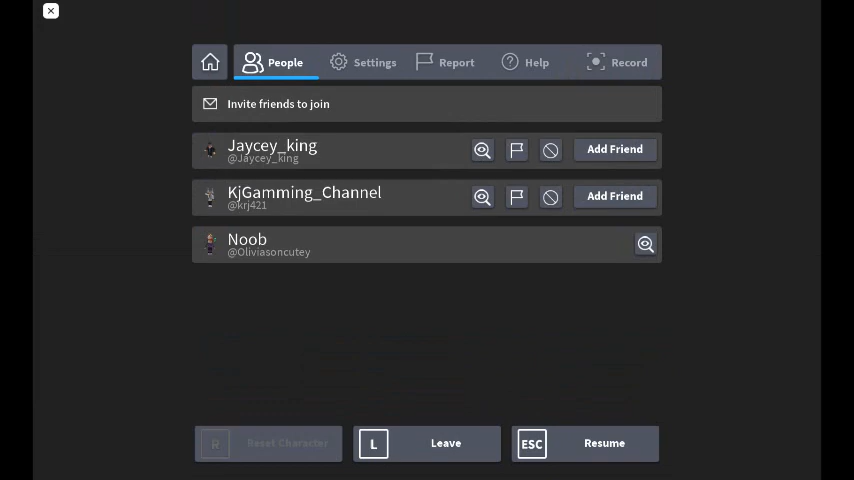 People Settings Report Help Record
Invite friends to join
Jaycey_king
@Jaycey_king
Add Friend
KjGamming_Channel
@krj421
Add Friend
Noob
@Oliviasoncutey
R Reset Character L Leave ESC Resume